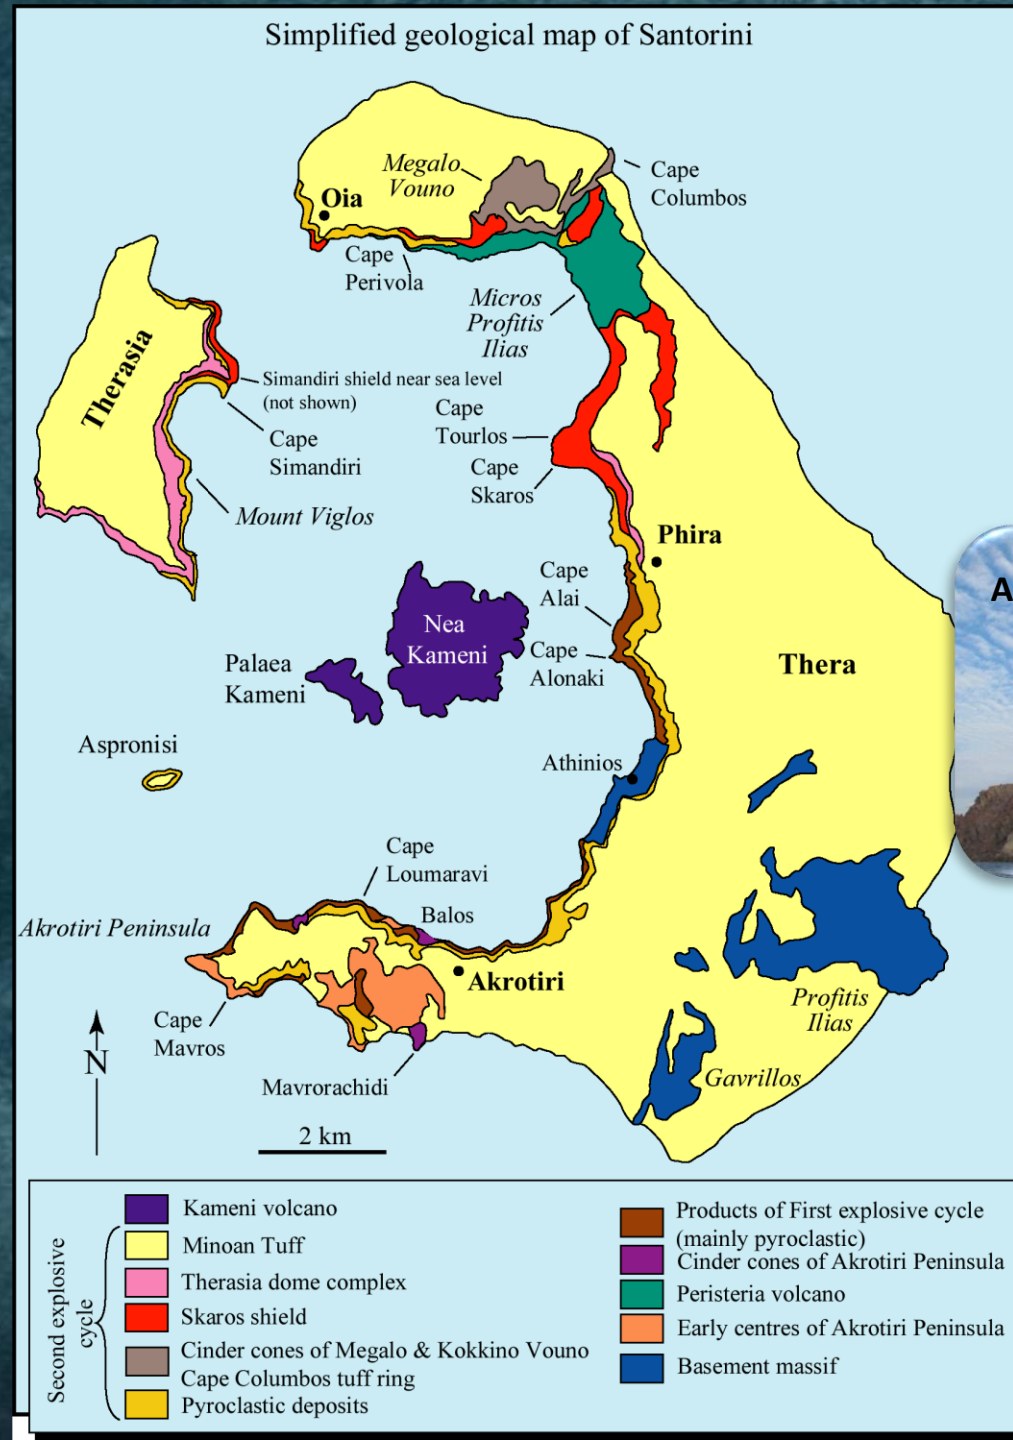 Simplified geological map of Santorini
Megalo
Vouno
Cape
Columbos
Oia
Cape
Perivola
Micros
Profitis
Ilias
Therasia
Simandiri shield near sea level
(not shown)
Cape
Tourlos
Cape
Simandiri
Cape
Skaros
Mount Viglos
Phira
Cape
Alai
A
Nea
Kameni
Cape
Alonaki
Palaea
Kameni
Thera
Aspronisi
Athinios
Cape
Loumaravi
Balos
Akrotiri Peninsula
Akrotiri
Profitis
Ilias
Cape
Mavros
N
Mavrorachidi
Gavrillos
2 km
Second explosive
cycle
Kameni volcano
Minoan Tuff
Therasia dome complex
Skaros shield
Cinder cones of Megalo & Kokkino Vouno
Cape Columbos tuff ring
Pyroclastic deposits
Products of First explosive cycle
(mainly pyroclastic)
Cinder cones of Akrotiri Peninsula
Peristeria volcano
Early centres of Akrotiri Peninsula
Basement massif